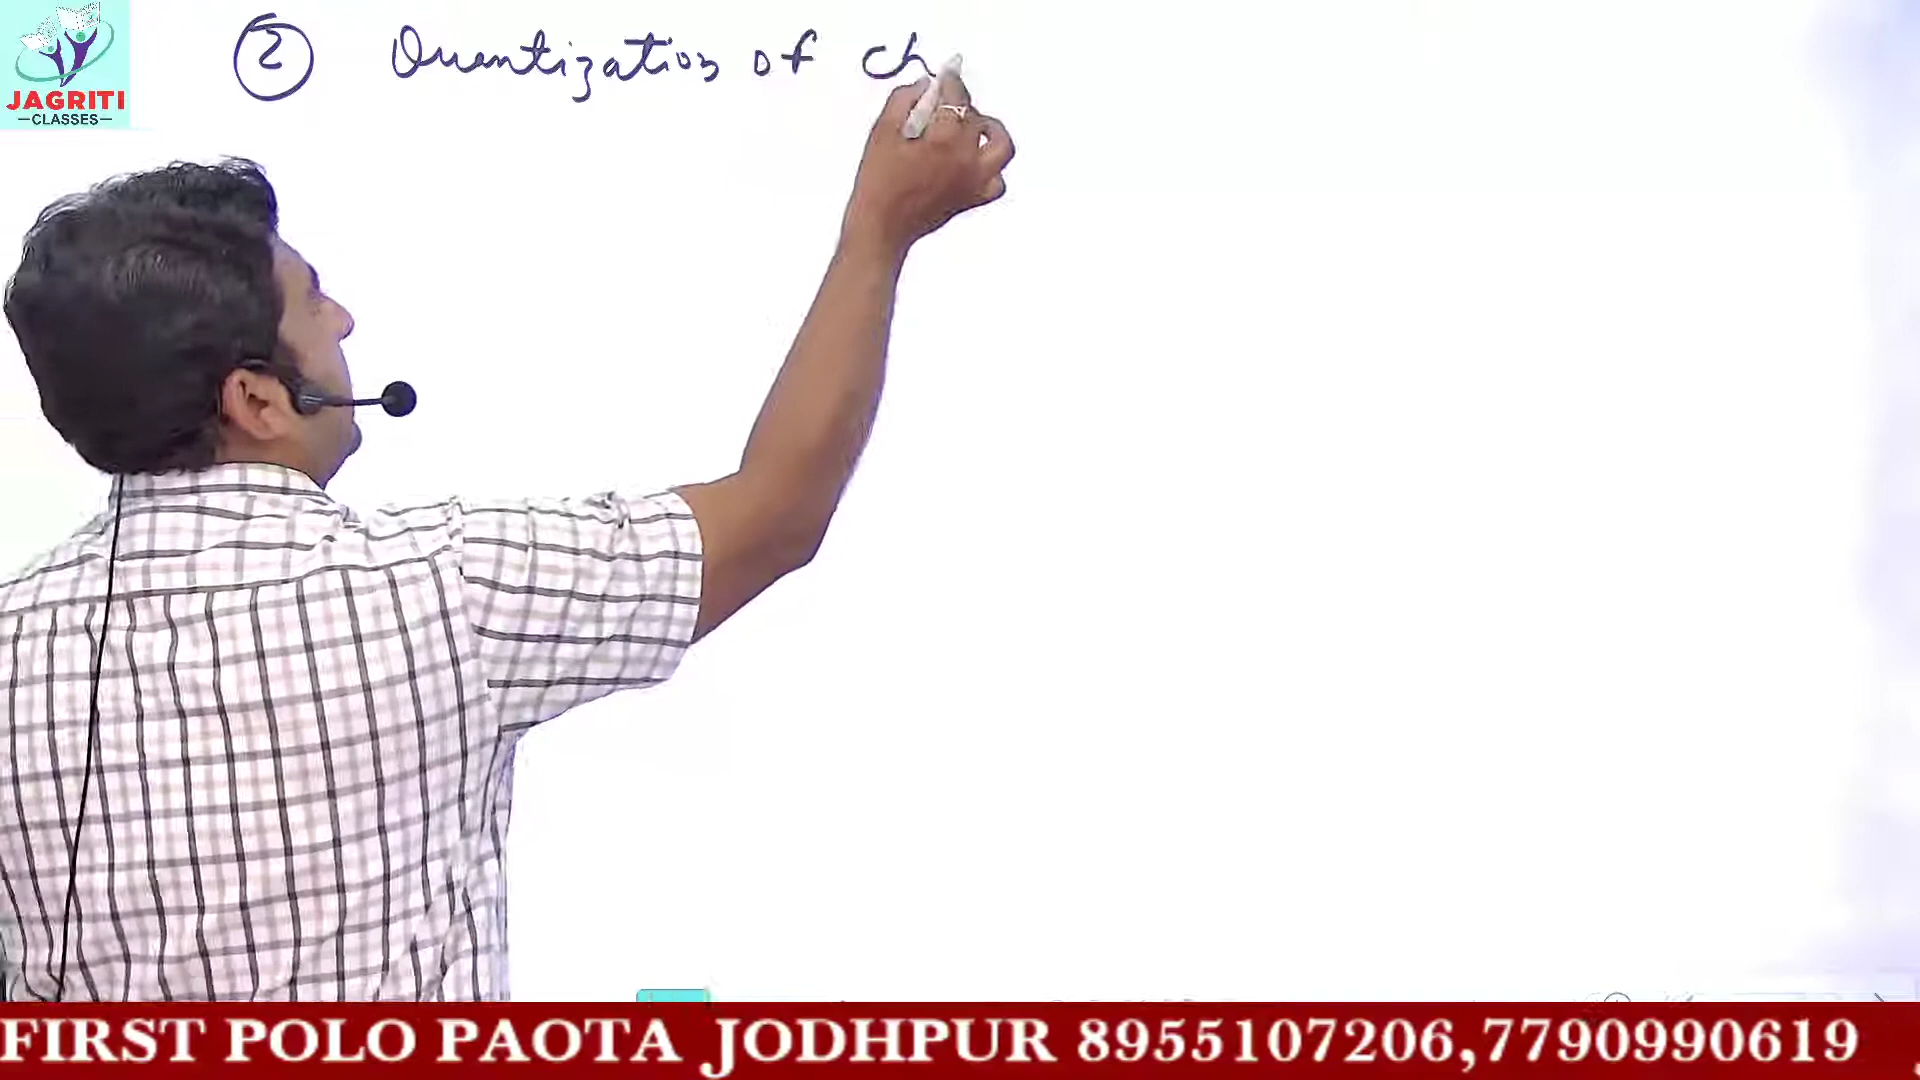 JAGRITI
CLASSES
② Quantization of ch
FIRST POLO PAOTA JODHPUR 8955107206,7790990619